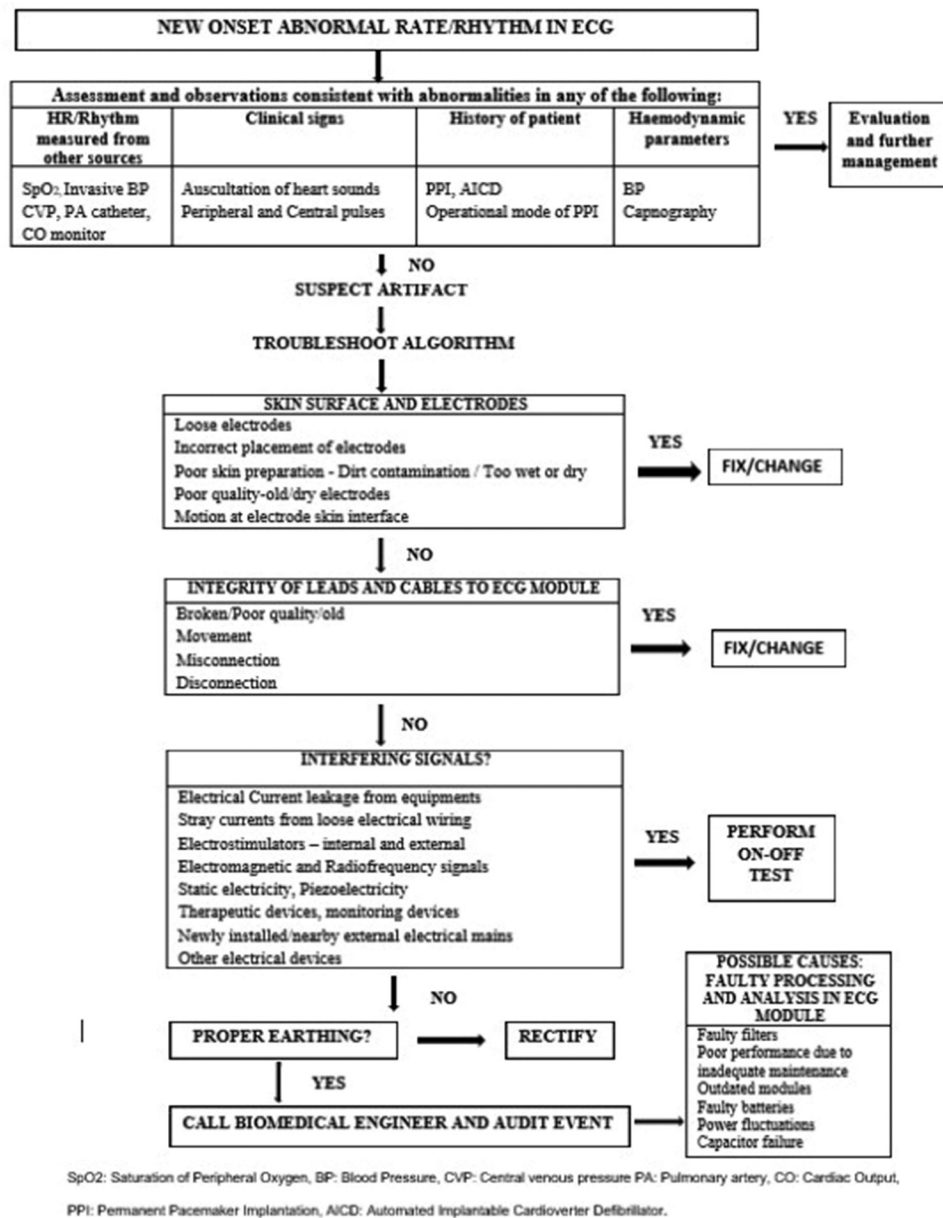 NEW ONSET ABNORMAL RATE/RHYTHM IN ECG
Assessment and observations consistent with abnormalities in any of the following:
HR/Rhythm
measured from
other sources
Clinical signs
History of patient
Haemodynamic
parameters
SpO2, Invasive BP
CVP, PA catheter,
CO monitor
Auscultation of heart sounds
Peripheral and Central pulses
PPI, AICD
Operational mode of PPI
BP
Capnography
YES
Evaluation
and further
management
NO
SUSPECT ARTIFACT
TROUBLESHOOT ALGORITHM
SKIN SURFACE AND ELECTRODES
Loose electrodes
Incorrect placement of electrodes
Poor skin preparation - Dirt contamination / Too wet or dry
Poor quality-old/dry electrodes
Motion at electrode skin interface
YES
FIX/CHANGE
NO
INTEGRITY OF LEADS AND CABLES TO ECG MODULE
Broken/Poor quality/old
Movement
Misconnection
Disconnection
YES
FIX/CHANGE
NO
INTERFERING SIGNALS?
Electrical Current leakage from equipments
Stray currents from loose electrical wiring
Electrostimulators – internal and external
Electromagnetic and Radiofrequency signals
Static electricity, Piezoelectricity
Therapeutic devices, monitoring devices
Newly installed/nearby external electrical mains
Other electrical devices
YES
PERFORM
ON-OFF
TEST
NO
PROPER EARTHING?
RECTIFY
YES
CALL BIOMEDICAL ENGINEER AND AUDIT EVENT
POSSIBLE CAUSES:
FAULTY PROCESSING
AND ANALYSIS IN ECG
MODULE
Faulty filters
Poor performance due to
inadequate maintenance
Outdated modules
Faulty batteries
Power fluctuations
Capacitor failure
SpO2: Saturation of Peripheral Oxygen, BP: Blood Pressure, CVP: Central venous pressure PA: Pulmonary artery, CO: Cardiac Output,
PPI: Permanent Pacemaker Implantation, AICD: Automated Implantable Cardioverter Defibrillator.